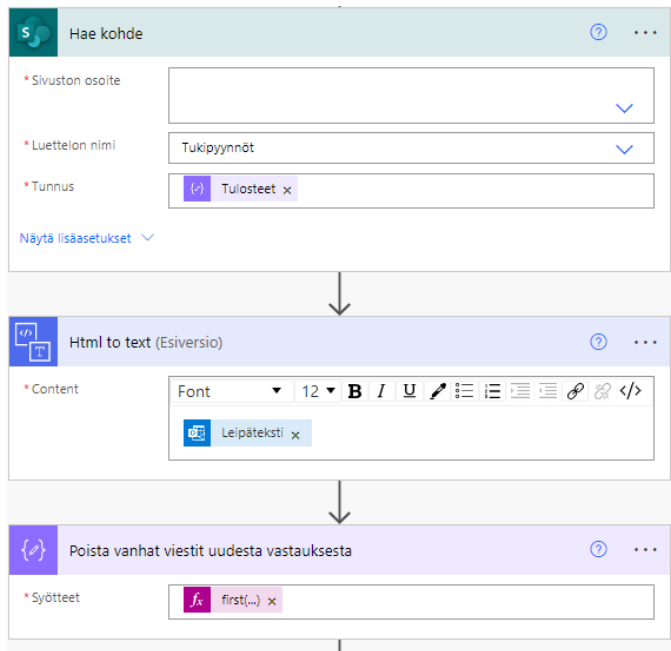 Hae kohde
* Sivuston osoite
* Luettelon nimi
Tukipyynnöt
* Tunnus
Tulosteet ×
Näytä lisäasetukset
Html to text (Esiversio)
* Content
Font 12 B I U </>
Leipäteksti ×
Poista vanhat viestit uudesta vastauksesta
* Syötteet
fx first(...) ×